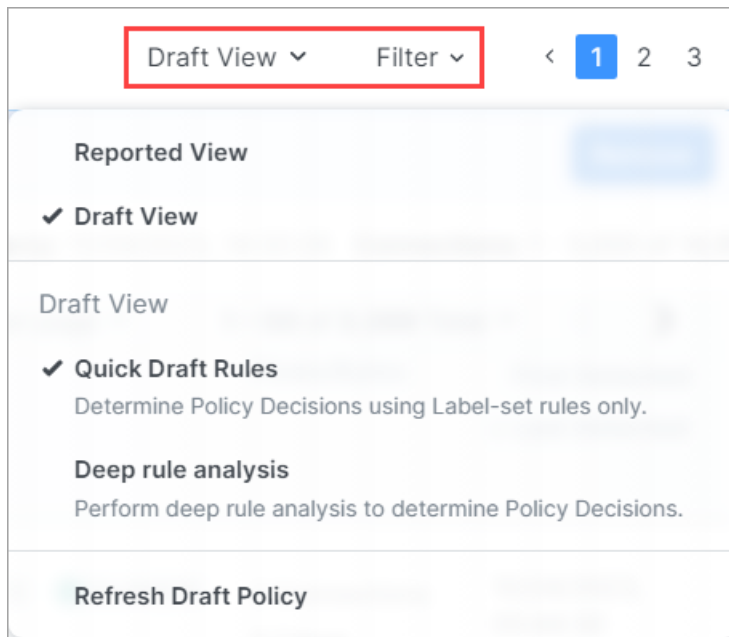 Draft View Filter 1 2 3
Reported View
Draft View
Draft View
Quick Draft Rules
Determine Policy Decisions using Label-set rules only.
Deep rule analysis
Perform deep rule analysis to determine Policy Decisions.
Refresh Draft Policy